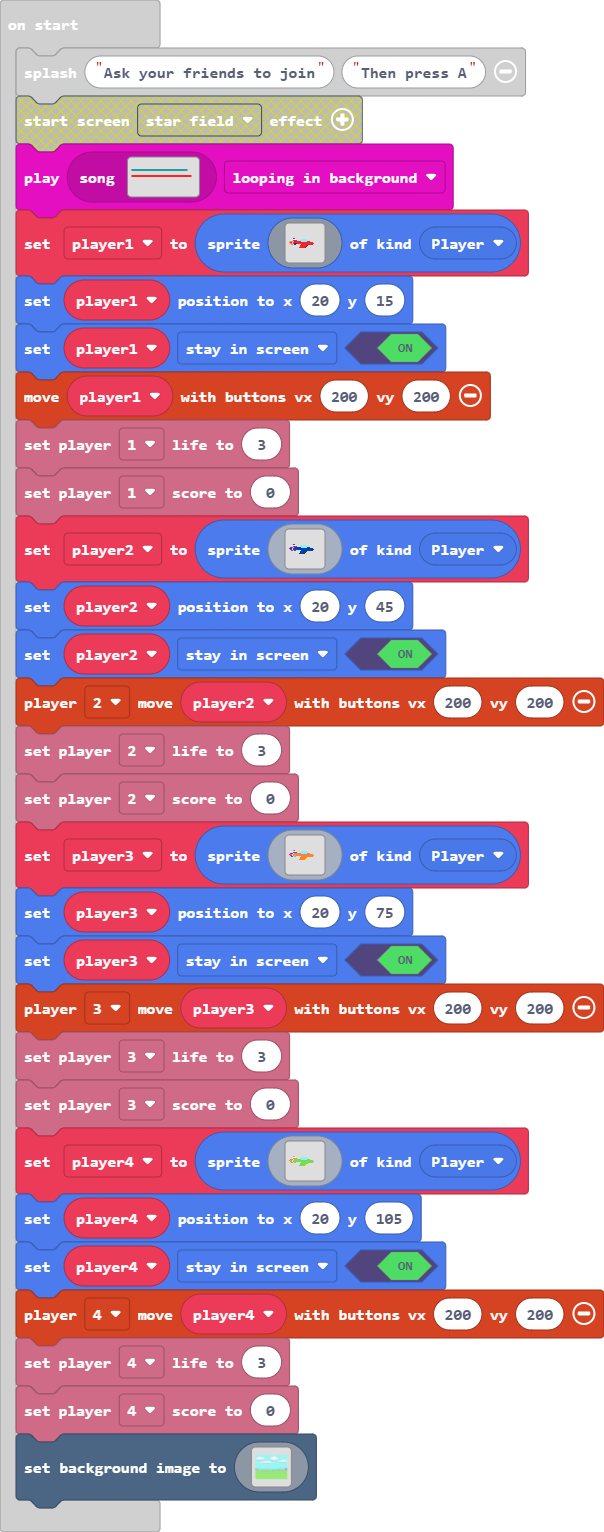 on start
splash "Ask your friends to join" "Then press A"
start screen star field effect
play song looping in background
set player1 to sprite of kind Player
set player1 position to x 20 y 15
set player1 stay in screen ON
move player1 with buttons vx 200 vy 200
set player 1 life to 3
set player 1 score to 0
set player2 to sprite of kind Player
set player2 position to x 20 y 45
set player2 stay in screen ON
player 2 move player2 with buttons vx 200 vy 200
set player 2 life to 3
set player 2 score to 0
set player3 to sprite of kind Player
set player3 position to x 20 y 75
set player3 stay in screen ON
player 3 move player3 with buttons vx 200 vy 200
set player 3 life to 3
set player 3 score to 0
set player4 to sprite of kind Player
set player4 position to x 20 y 105
set player4 stay in screen ON
player 4 move player4 with buttons vx 200 vy 200
set player 4 life to 3
set player 4 score to 0
set background image to